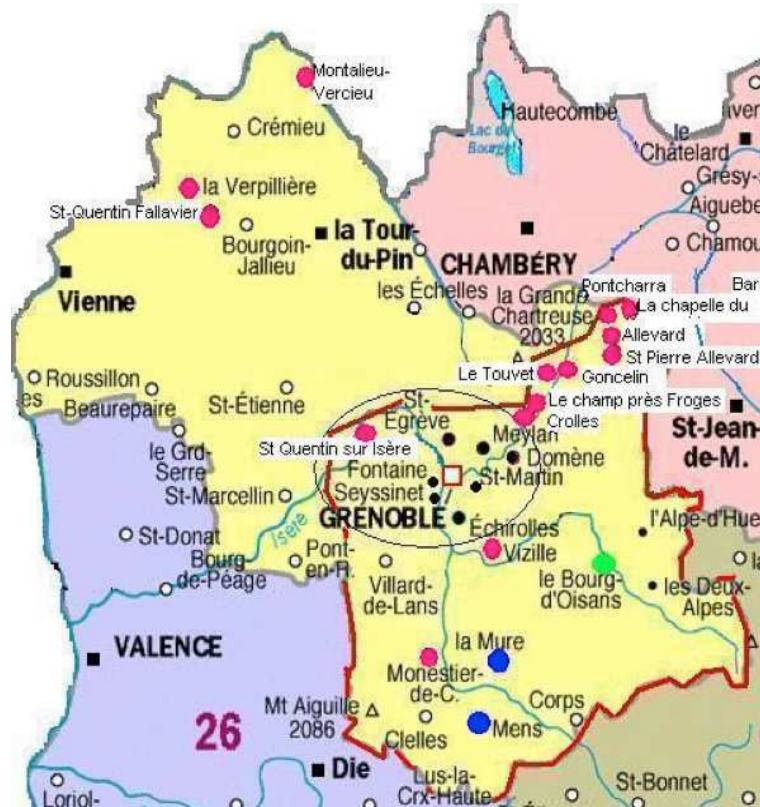 Montalieu-
Vercieu
Crémieu
Hautecombe
Lac du
Bourget
le
Châtelard
Grésy-s
Aiguebe
Chamou
la Verpillière
St-Quentin Fallavier
Bourgoin-
Jallieu
la Tour-
du-Pin
CHAMBÉRY
Vienne
les Échelles
la Grande
Chartreuse
2033
Pontcharra
Bar
La chapelle du
Allevard
St Pierre Allevard
Le Touvet
Goncelin
Le champ près Froges
Crolles
Roussillon
es
Beaurepaire
St-Étienne
le Grd-
Serre
St-
Egrève
St Quentin sur Isère
Meylan
Domène
St-Martin
Fontaine
Seyssinet
GRENOBLE
Échirolles
Vizille
St-Jean-
de-M.
St-Marcellin
Isère
St-Donat
Bourg-
de-Péage
Pont-
en-R.
Villard-
de-Lans
l'Alpe-d'Hue
le Bourg-
d'Oisans
les Deux-
Alpes
VALENCE
la Mure
Monestier-
de-C.
26
Mt Aiguille
2086
Clelles
Mens
Corps
Die
Lus-la-
Crx-Haute
St-Bonnet
Loriol-